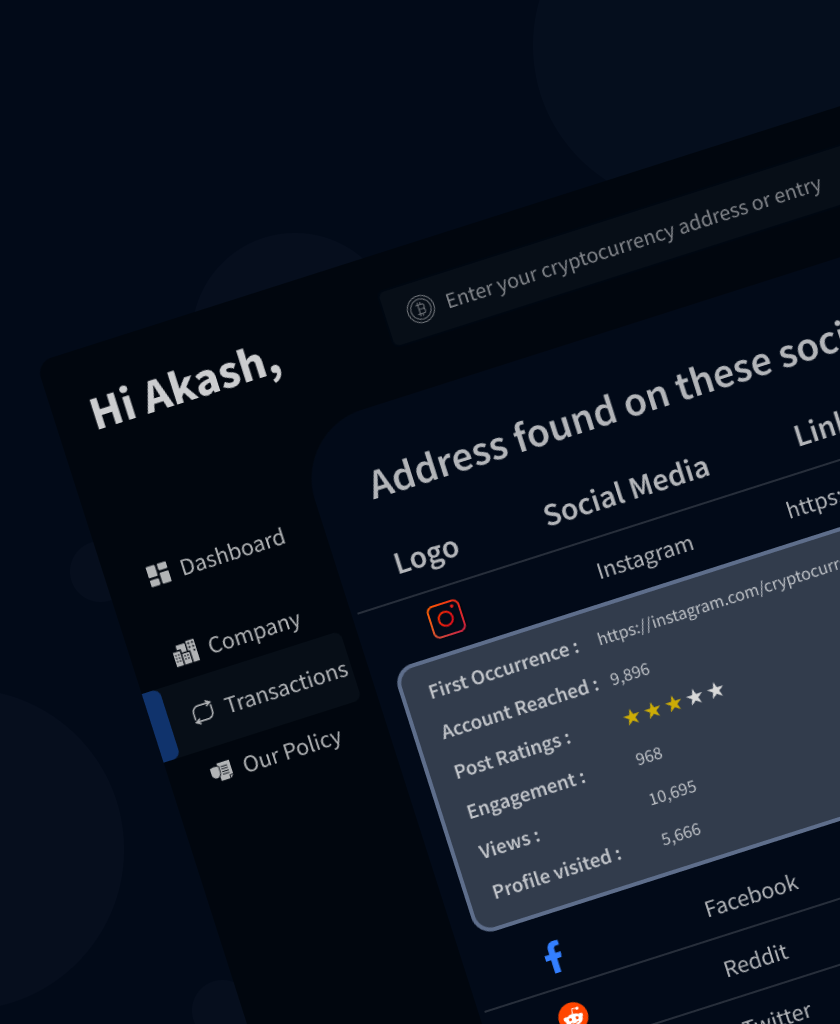 Enter your cryptocurrency address or entry
Hi Akash,
Dashboard
Company
Transactions
Our Policy
Address found on these soci
Logo Social Media Link
Instagram https:
First Occurrence : https://instagram.com/cryptocurr
Account Reached : 9,896
Post Ratings :
Engagement : 968
Views : 10,695
Profile visited : 5,666
Facebook
Reddit
Twitter